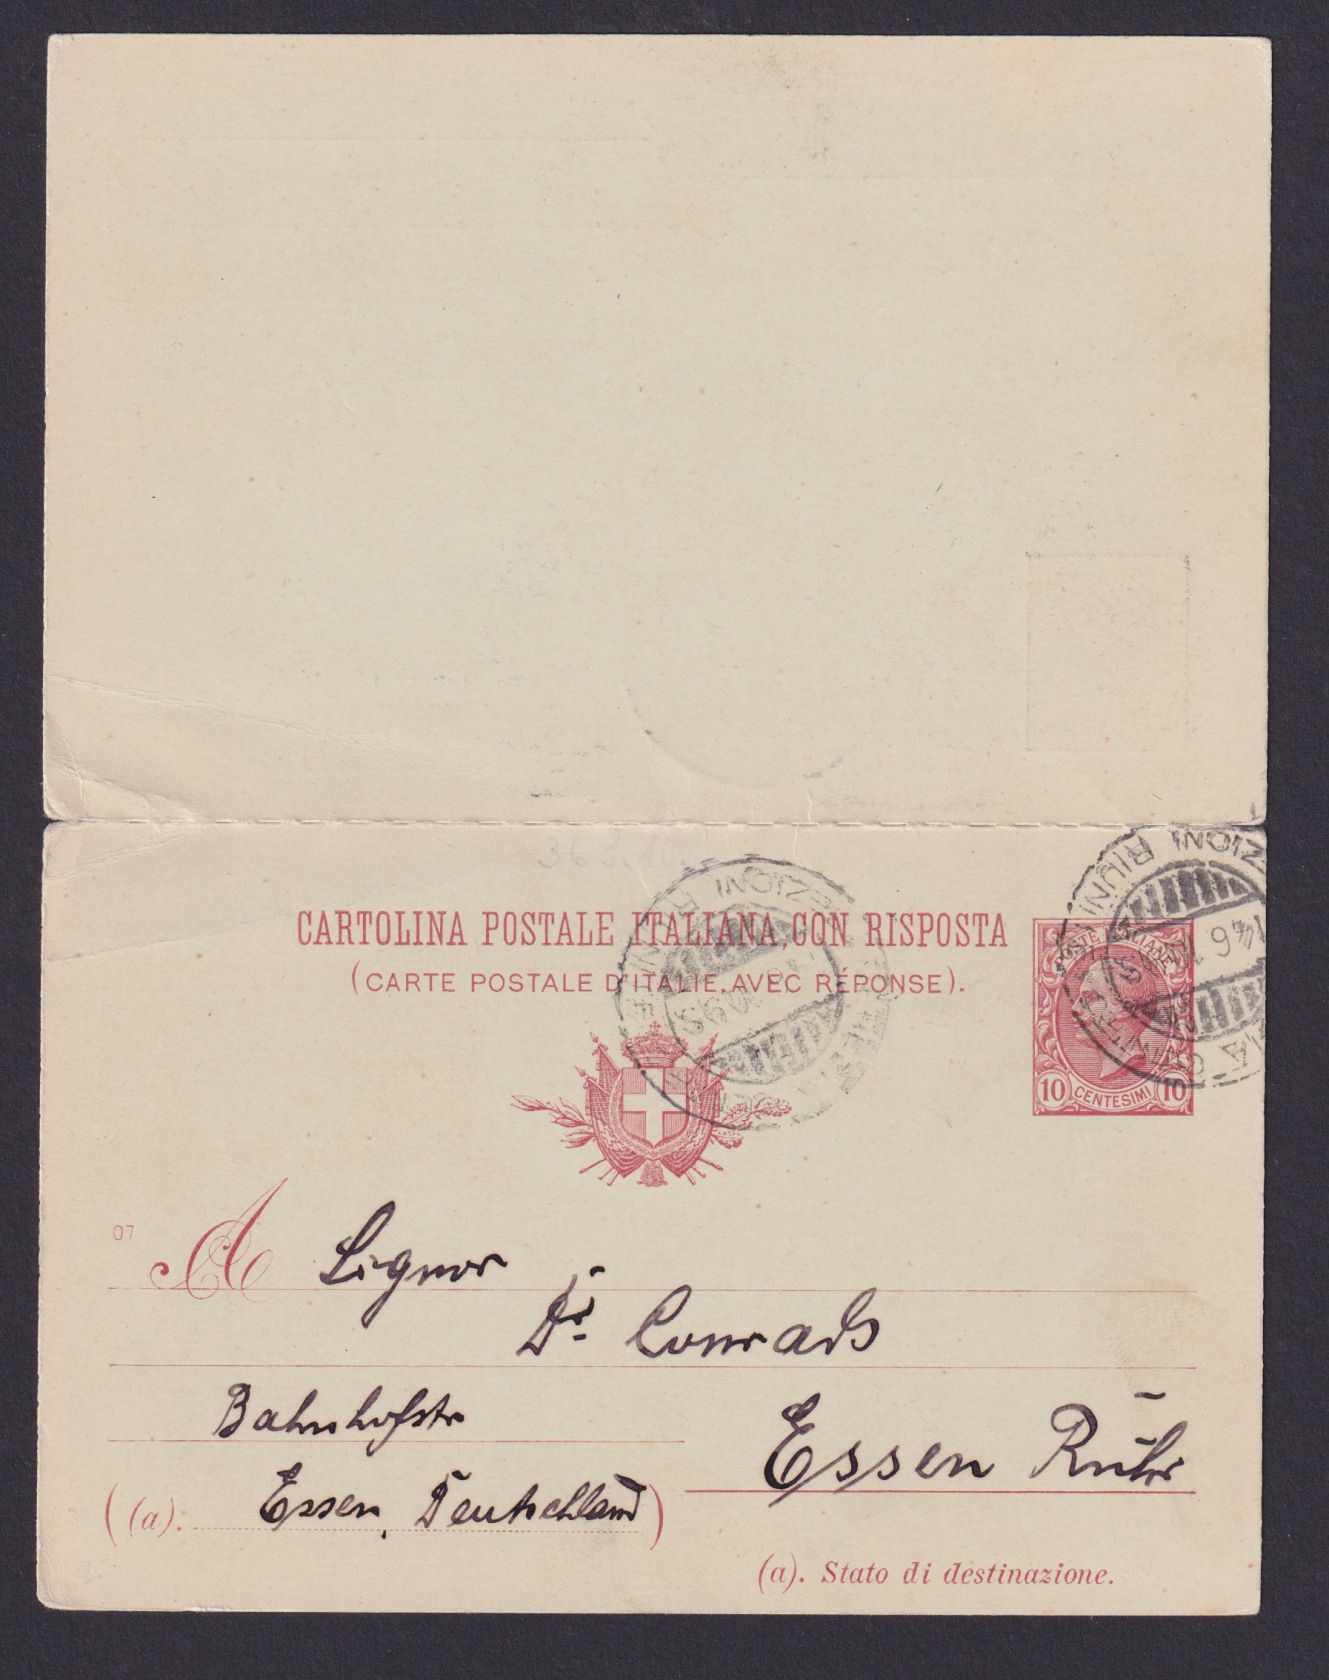 CARTOLINA POSTALE ITALIANA, CON RISPOSTA
(CARTE POSTALE D'ITALIE, AVEC RÉPONSE).
POSTE ITALIANE
10 CENTESIMI 10
07
A Signor
Dr. Conrads
Bahnhofstr
Essen Ruhr
(a). Essen, Deutschland)
(a). Stato di destinazione.